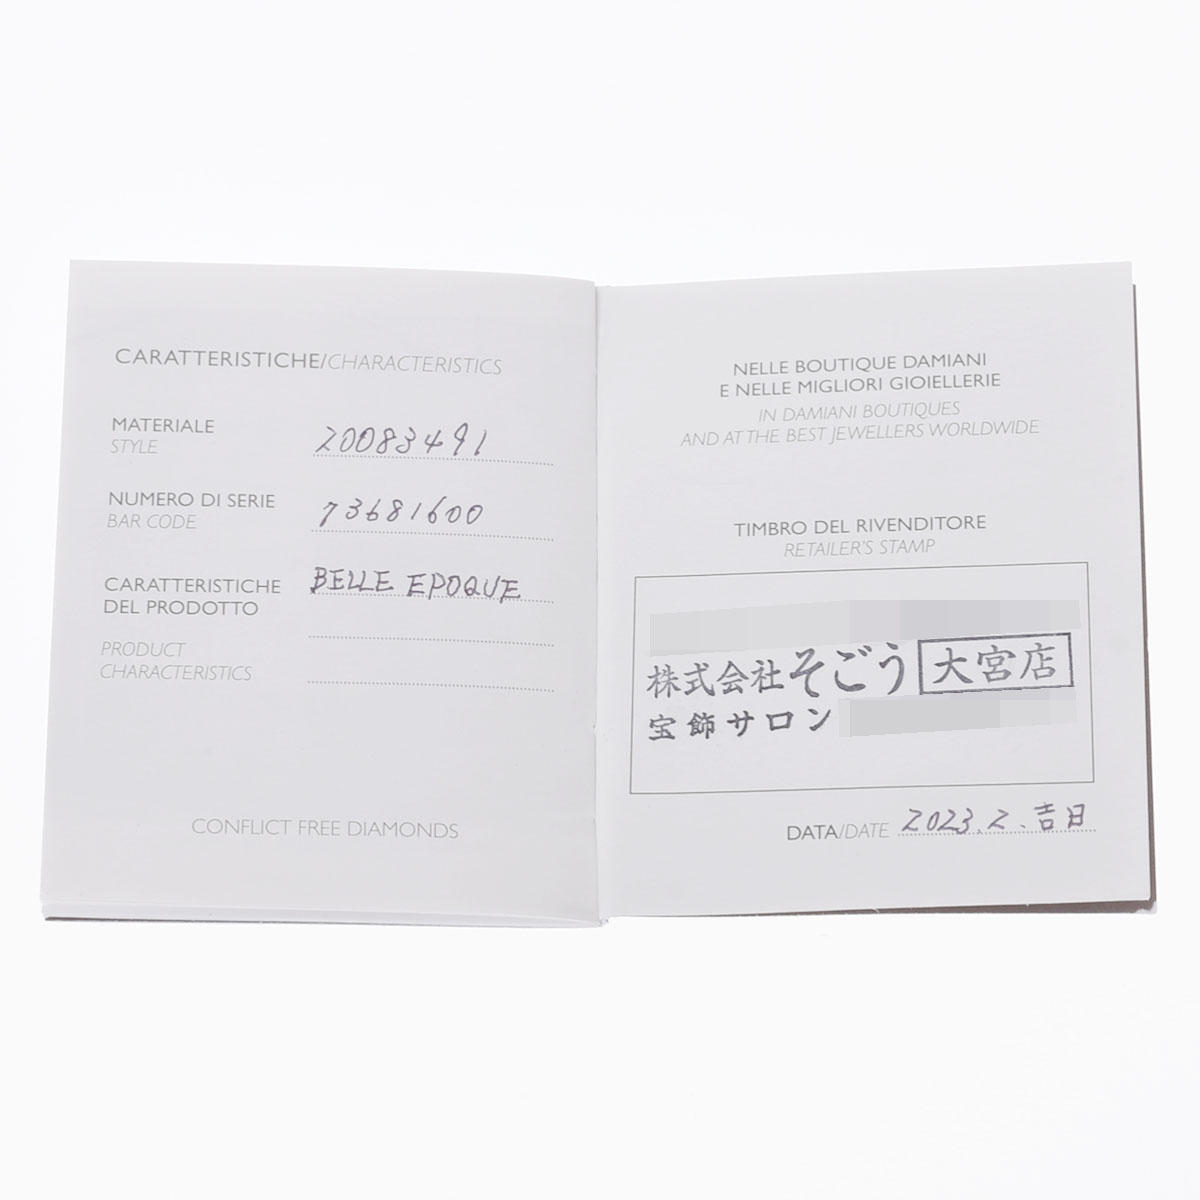 CARATTERISTICHE/CHARACTERISTICS
MATERIALE
STYLE
20083491
NUMERO DI SERIE
BAR CODE
73681600
CARATTERISTICHE
DEL PRODOTTO
BELLE EPOQUE
PRODUCT
CHARACTERISTICS
CONFLICT FREE DIAMONDS
NELLE BOUTIQUE DAMIANI
E NELLE MIGLIORI GIOIELLERIE
IN DAMIANI BOUTIQUES
AND AT THE BEST JEWELLERS WORLDWIDE
TIMBRO DEL RIVENDITORE
RETAILER'S STAMP
株式会社そごう 大宮店
宝飾サロン
DATA/DATE 2023.2.吉日